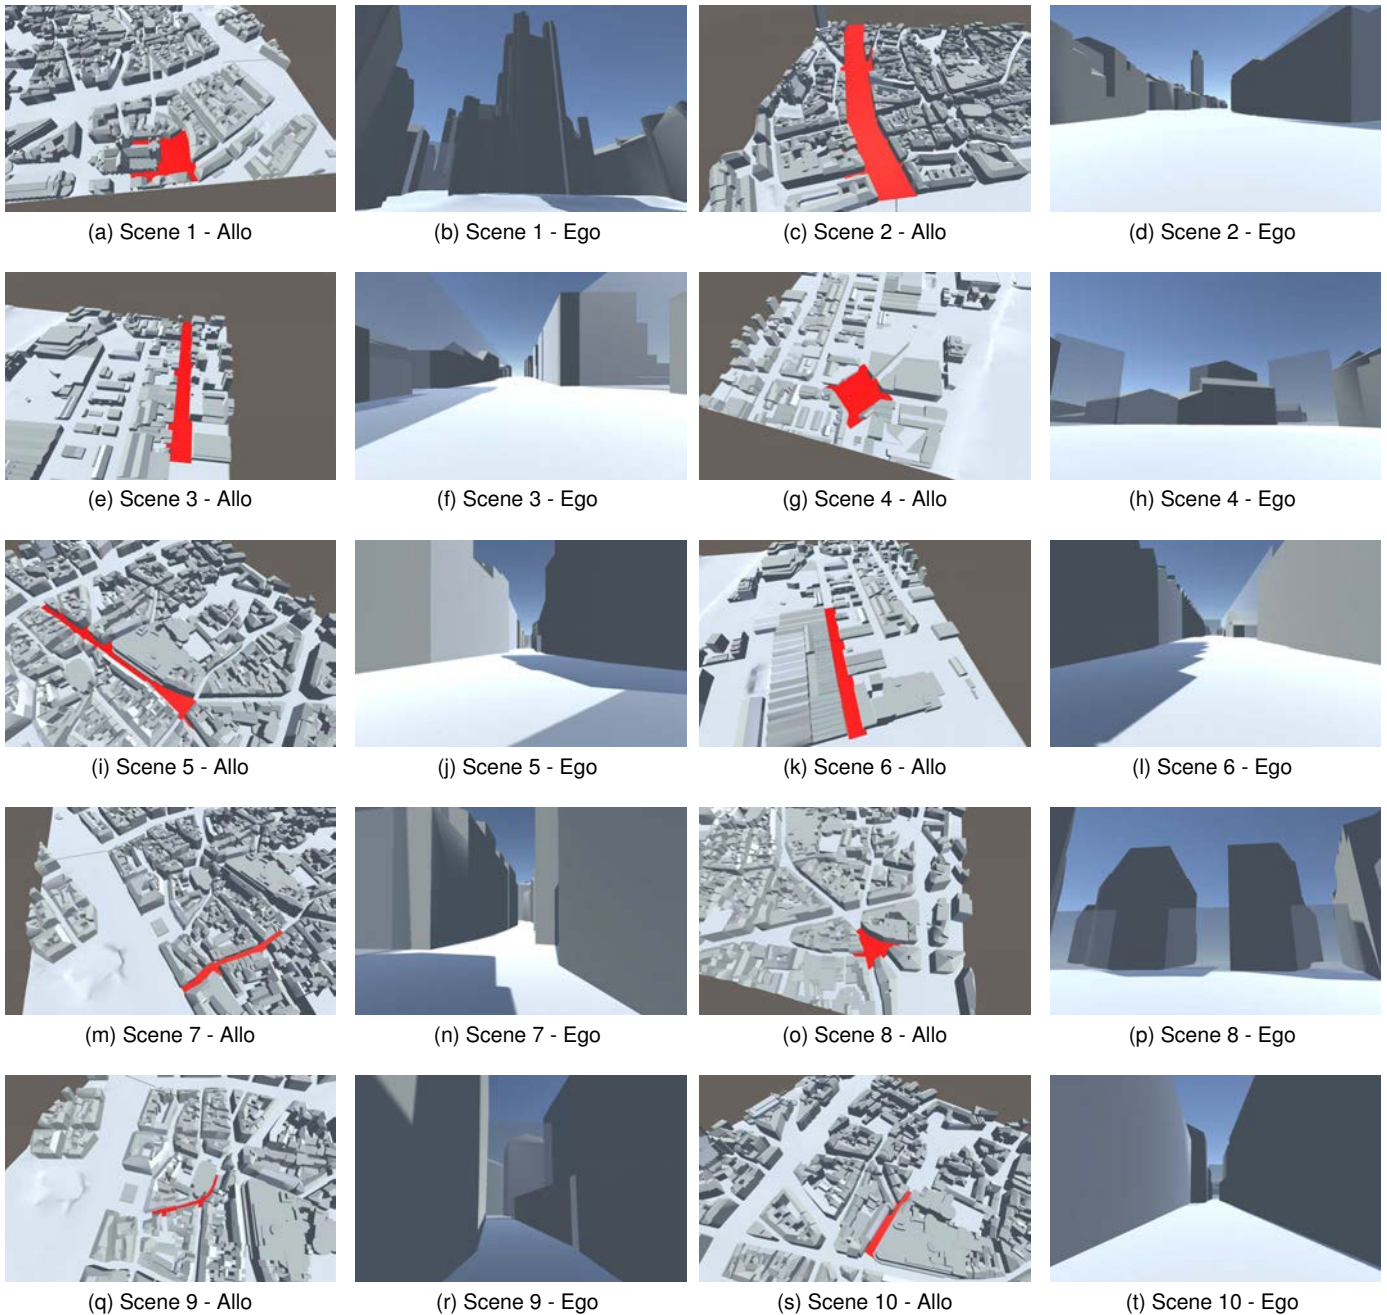 (a) Scene 1 - Allo
(b) Scene 1 - Ego
(c) Scene 2 - Allo
(d) Scene 2 - Ego
(e) Scene 3 - Allo
(f) Scene 3 - Ego
(g) Scene 4 - Allo
(h) Scene 4 - Ego
(i) Scene 5 - Allo
(j) Scene 5 - Ego
(k) Scene 6 - Allo
(l) Scene 6 - Ego
(m) Scene 7 - Allo
(n) Scene 7 - Ego
(o) Scene 8 - Allo
(p) Scene 8 - Ego
(q) Scene 9 - Allo
(r) Scene 9 - Ego
(s) Scene 10 - Allo
(t) Scene 10 - Ego